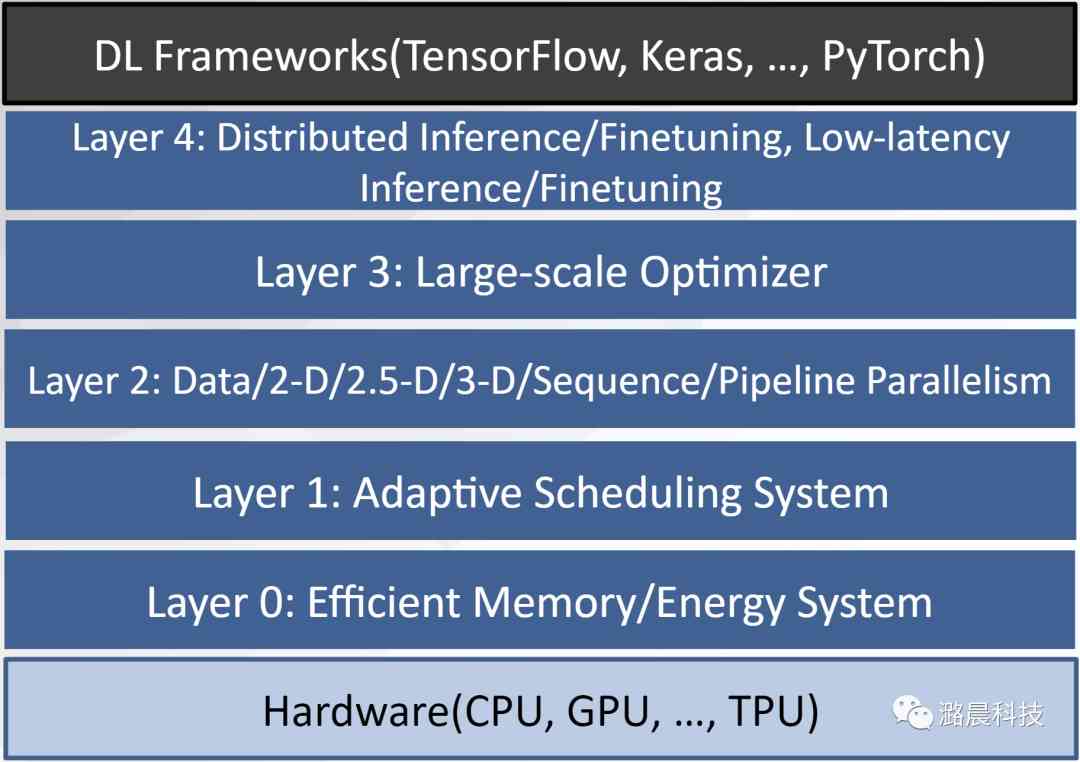 DL Frameworks(TensorFlow, Keras, ..., PyTorch)
Layer 4: Distributed Inference/Finetuning, Low-latency
Inference/Finetuning
Layer 3: Large-scale Optimizer
Layer 2: Data/2-D/2.5-D/3-D/Sequence/Pipeline Parallelism
Layer 1: Adaptive Scheduling System
Layer 0: Efficient Memory/Energy System
Hardware(CPU, GPU, ..., TPU)
潞晨科技